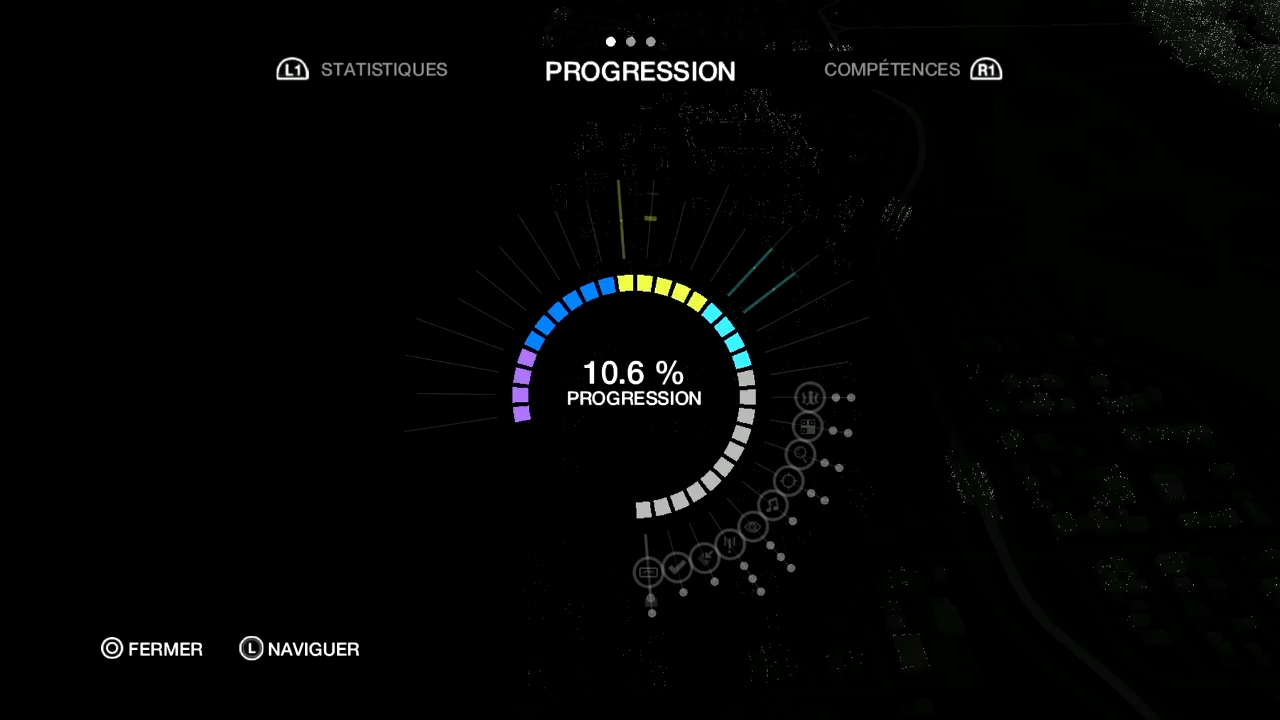 L1 STATISTIQUES
PROGRESSION
COMPÉTENCES R1
10.6 %
PROGRESSION
FERMER
L NAVIGUER